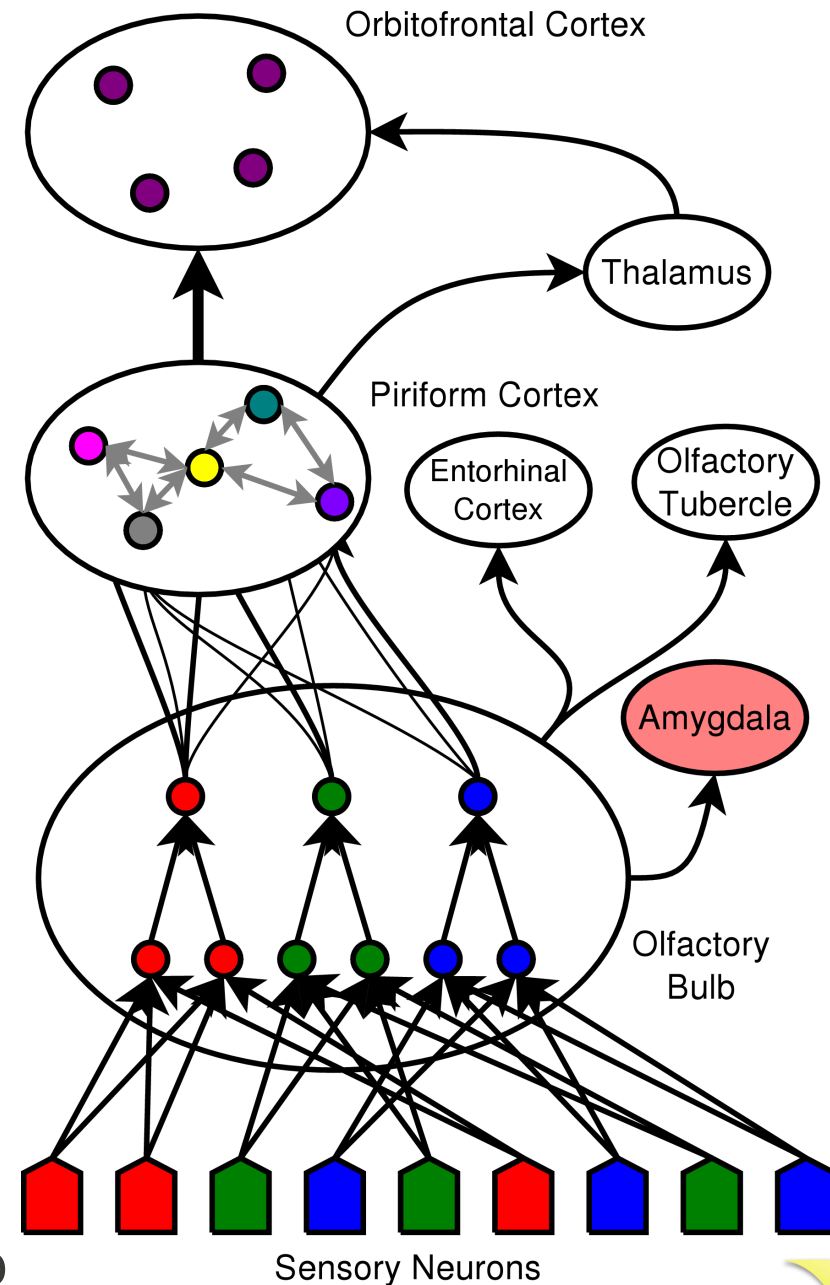 Orbitofrontal Cortex
Thalamus
Piriform Cortex
Entorhinal
Cortex
Olfactory
Tubercle
Amygdala
Olfactory
Bulb
Sensory Neurons